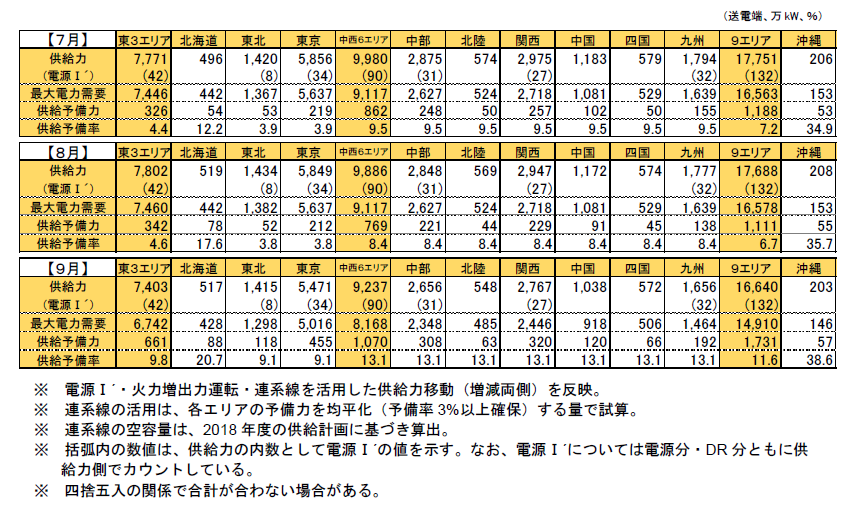 （送電端、万kW、%）
【７月】 東３エリア 北海道 東北 東京 中西６エリア 中部 北陸 関西 中国 四国 九州 ９エリア 沖縄
供給力 7,771 496 1,420 5,856 9,980 2,875 574 2,975 1,183 579 1,794 17,751 206
(電源Ⅰ´) (42) (8) (34) (90) (31) (27) (32) (132)
最大電力需要 7,446 442 1,367 5,637 9,117 2,627 524 2,718 1,081 529 1,639 16,563 153
供給予備力 326 54 53 219 862 248 50 257 102 50 155 1,188 53
供給予備率 4.4 12.2 3.9 3.9 9.5 9.5 9.5 9.5 9.5 9.5 9.5 7.2 34.9
【８月】 東３エリア 北海道 東北 東京 中西６エリア 中部 北陸 関西 中国 四国 九州 ９エリア 沖縄
供給力 7,802 519 1,434 5,849 9,886 2,848 569 2,947 1,172 574 1,777 17,688 208
(電源Ⅰ´) (42) (8) (34) (90) (31) (27) (32) (132)
最大電力需要 7,460 442 1,382 5,637 9,117 2,627 524 2,718 1,081 529 1,639 16,578 153
供給予備力 342 78 52 212 769 221 44 229 91 45 138 1,111 55
供給予備率 4.6 17.6 3.8 3.8 8.4 8.4 8.4 8.4 8.4 8.4 8.4 6.7 35.7
【９月】 東３エリア 北海道 東北 東京 中西６エリア 中部 北陸 関西 中国 四国 九州 ９エリア 沖縄
供給力 7,403 517 1,415 5,471 9,237 2,656 548 2,767 1,038 572 1,656 16,640 203
(電源Ⅰ´) (42) (8) (34) (90) (31) (27) (32) (132)
最大電力需要 6,742 428 1,298 5,016 8,168 2,348 485 2,446 918 506 1,464 14,910 146
供給予備力 661 88 118 455 1,070 308 63 320 120 66 192 1,731 57
供給予備率 9.8 20.7 9.1 9.1 13.1 13.1 13.1 13.1 13.1 13.1 13.1 11.6 38.6
※ 電源Ⅰ´・火力増出力運転・連系線を活用した供給力移動（増減両側）を反映。
※ 連系線の活用は、各エリアの予備力を均平化（予備率3%以上確保）する量で試算。
※ 連系線の空容量は、2018 年度の供給計画に基づき算出。
※ 括弧内の数値は、供給力の内数として電源Ⅰ´の値を示す。なお、電源Ⅰ´については電源分・DR 分ともに供
給力側でカウントしている。
※ 四捨五入の関係で合計が合わない場合がある。